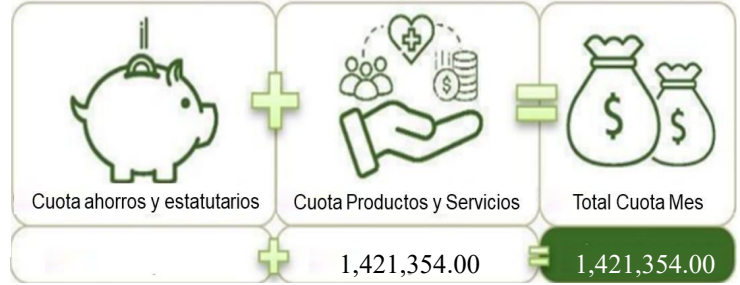 $
$ $
Cuota ahorros y estatutarios Cuota Productos y Servicios Total Cuota Mes
+ 1,421,354.00 = 1,421,354.00